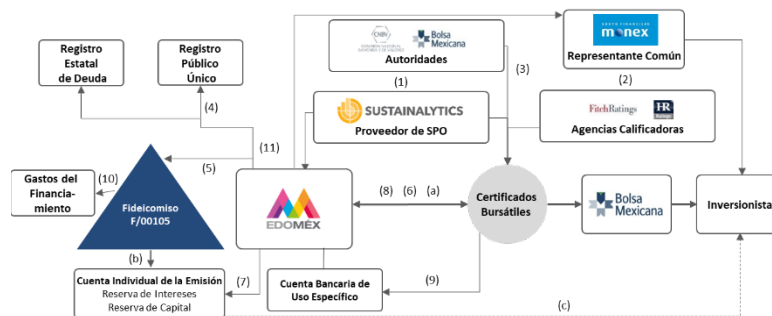 Registro
Estatal
de Deuda
Registro
Público
Único
(4)
CNBV
Bolsa
Mexicana
Autoridades
(1)
(3)
GRUPO FINANCIERO
monex
Representante Común
(2)
SUSTAINALYTICS
Proveedor de SPO
FitchRatings
HR
Ratings
Agencias Calificadoras
(11)
(5)
(10)
Gastos del
Financia-
miento
Fideicomiso
F/00105
EDOMÉX
(8) (6) (a)
Certificados
Bursátiles
Bolsa
Mexicana
Inversionista
(b)
Cuenta Individual de la Emisión
Reserva de Intereses
Reserva de Capital
(7)
Cuenta Bancaria de
Uso Específico
(9)
(c)